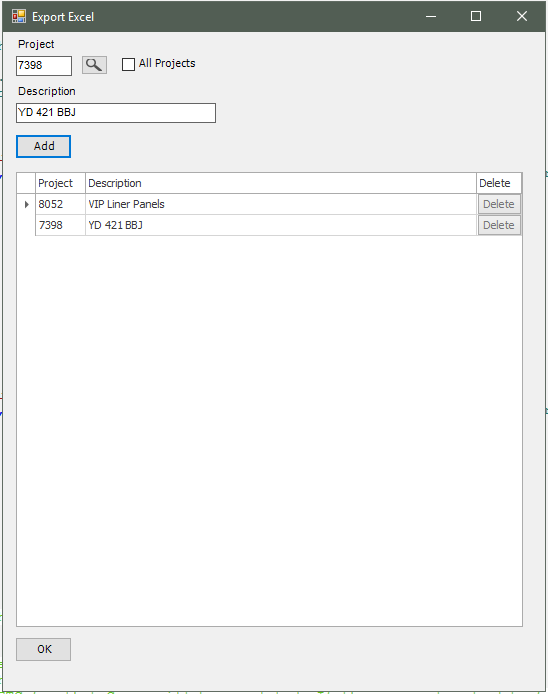 Export Excel
Project
7398
All Projects
Description
YD 421 BBJ
Add
Project Description Delete
8052 VIP Liner Panels Delete
7398 YD 421 BBJ Delete
OK